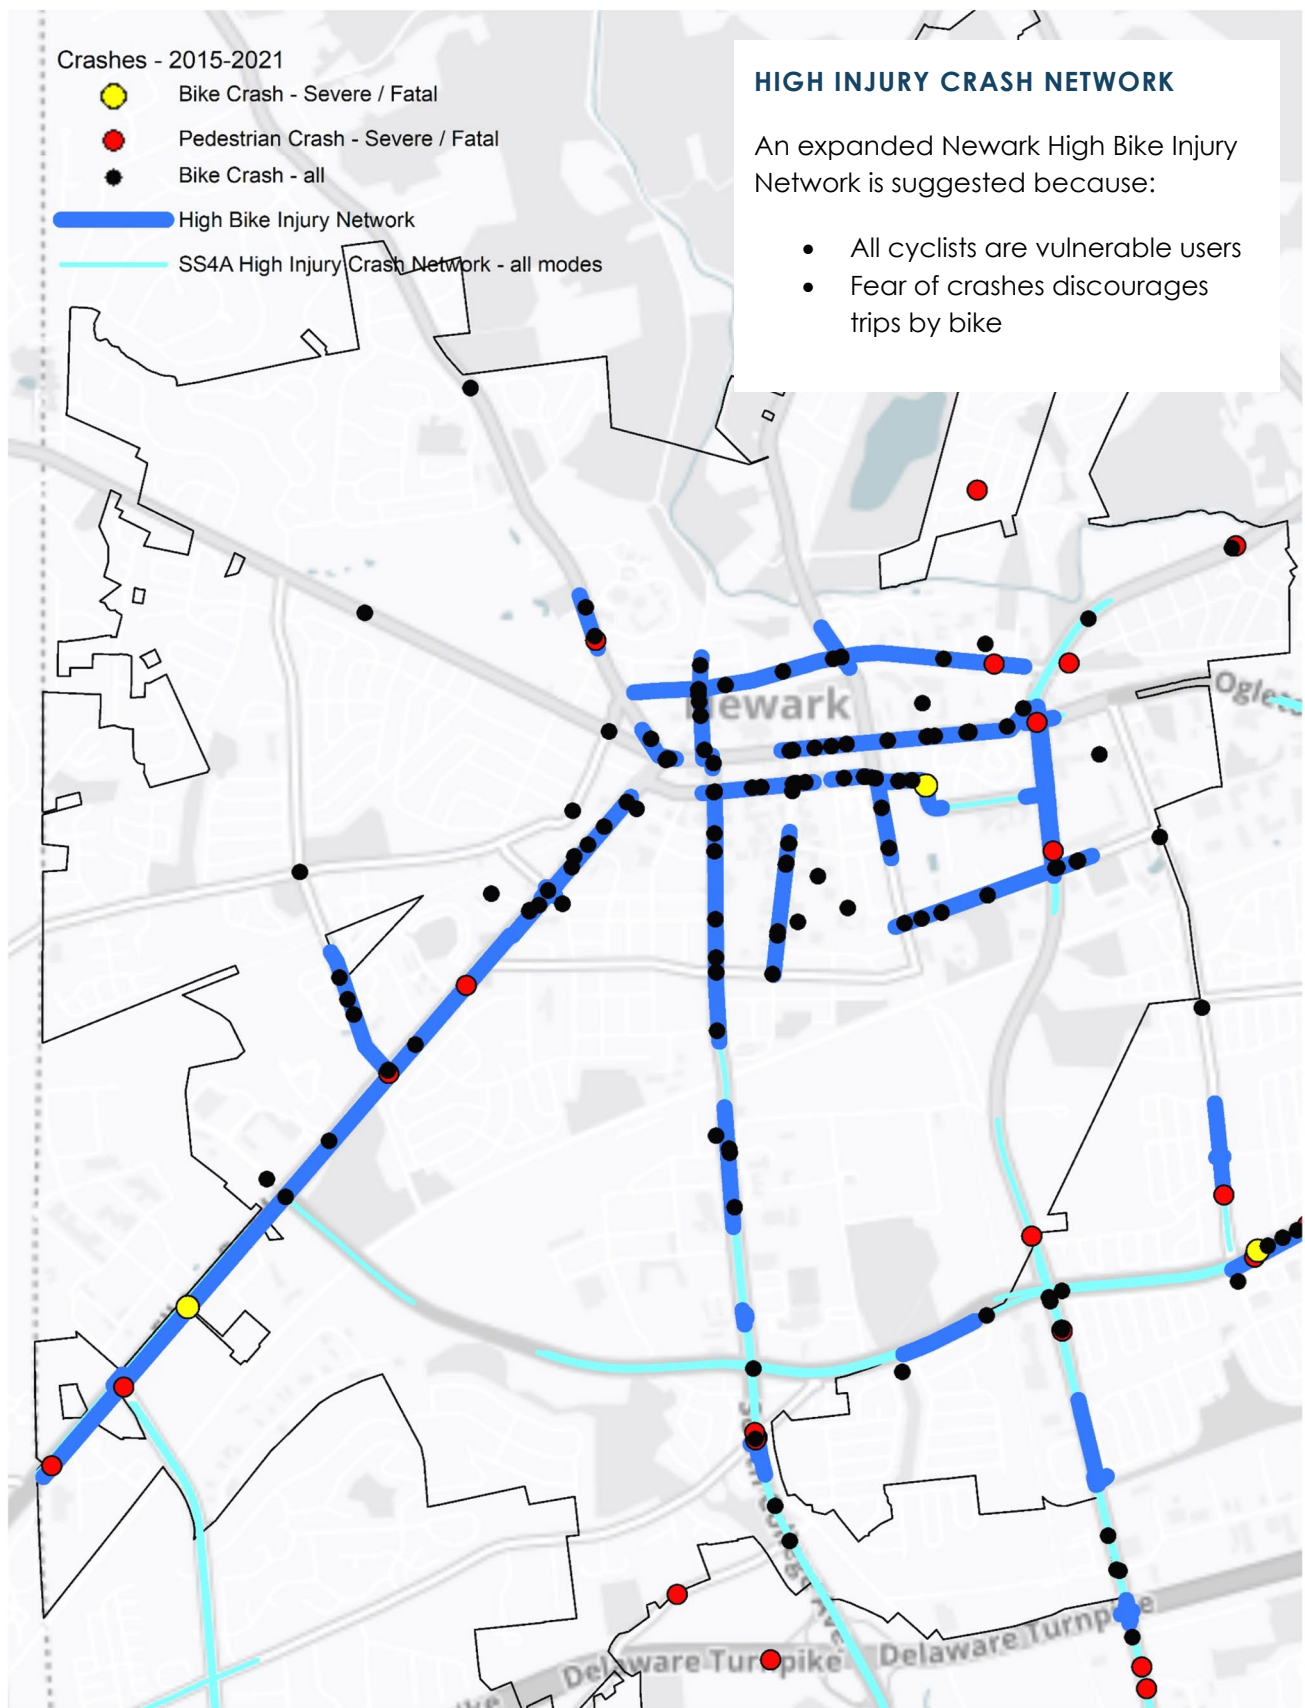 Crashes - 2015-2021
Bike Crash - Severe / Fatal
Pedestrian Crash - Severe / Fatal
Bike Crash - all
High Bike Injury Network
SS4A High Injury Crash Network - all modes
HIGH INJURY CRASH NETWORK
An expanded Newark High Bike Injury
Network is suggested because:
• All cyclists are vulnerable users
• Fear of crashes discourages
trips by bike
Newark
Delaware Turnpike
Delaware Turnpike